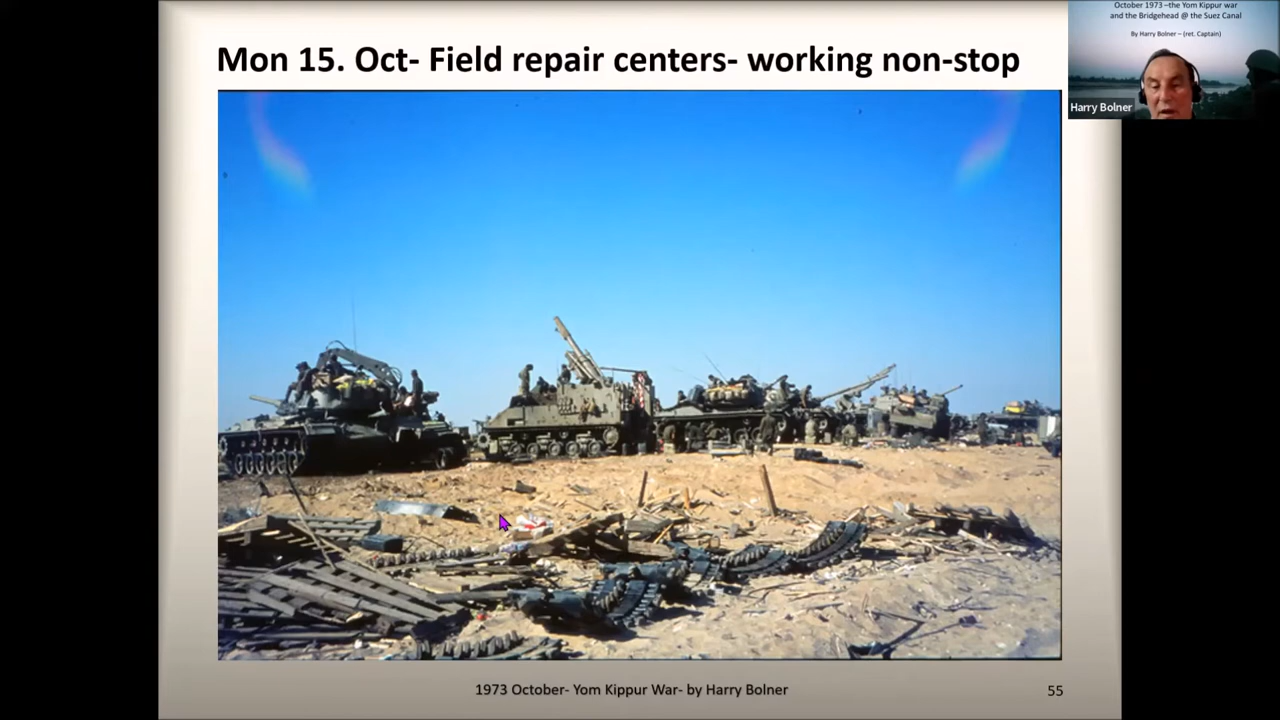 Mon 15. Oct- Field repair centers- working non-stop
October 1973 –the Yom Kippur war
and the Bridgehead @ the Suez Canal
By Harry Bolner – (ret. Captain)
Harry Bolner
1973 October- Yom Kippur War- by Harry Bolner
55